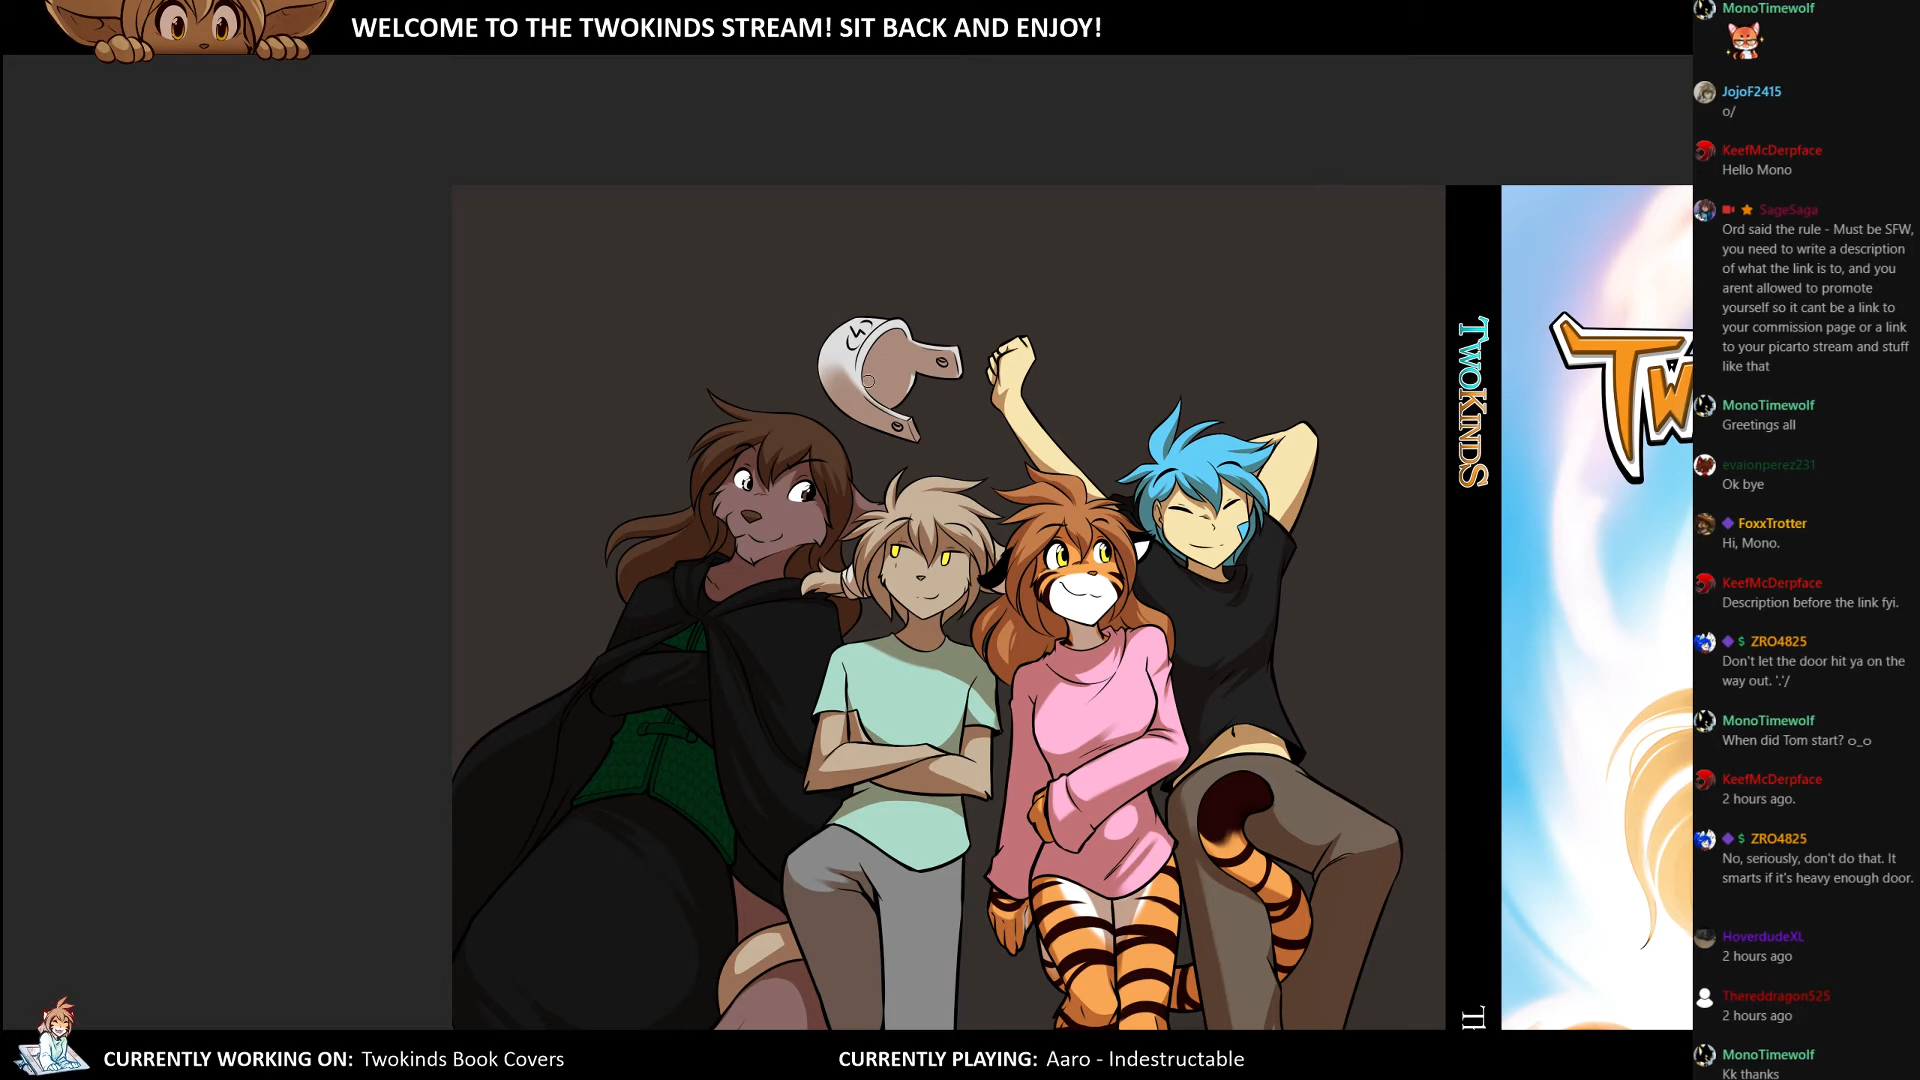 WELCOME TO THE TWOKINDS STREAM! SIT BACK AND ENJOY!
TWOKINDS
MonoTimewolf
JojoF2415
o/
KeefMcDerpface
Hello Mono
SageSaga
Ord said the rule - Must be SFW,
you need to write a description
of what the link is to, and you
arent allowed to promote
yourself so it cant be a link to
your commission page or a link
to your picarto stream and stuff
like that
MonoTimewolf
Greetings all
evaionperez231
Ok bye
FoxxTrotter
Hi, Mono.
KeefMcDerpface
Description before the link fyi.
$ ZRO4825
Don't let the door hit ya on the
way out. '.'/
MonoTimewolf
When did Tom start? o_o
KeefMcDerpface
2 hours ago.
$ ZRO4825
No, seriously, don't do that. It
smarts if it's heavy enough door.
HoverdudeXL
2 hours ago
Thereddragon525
2 hours ago
MonoTimewolf
Kk thanks
CURRENTLY WORKING ON: Twokinds Book Covers
CURRENTLY PLAYING: Aaro - Indestructable